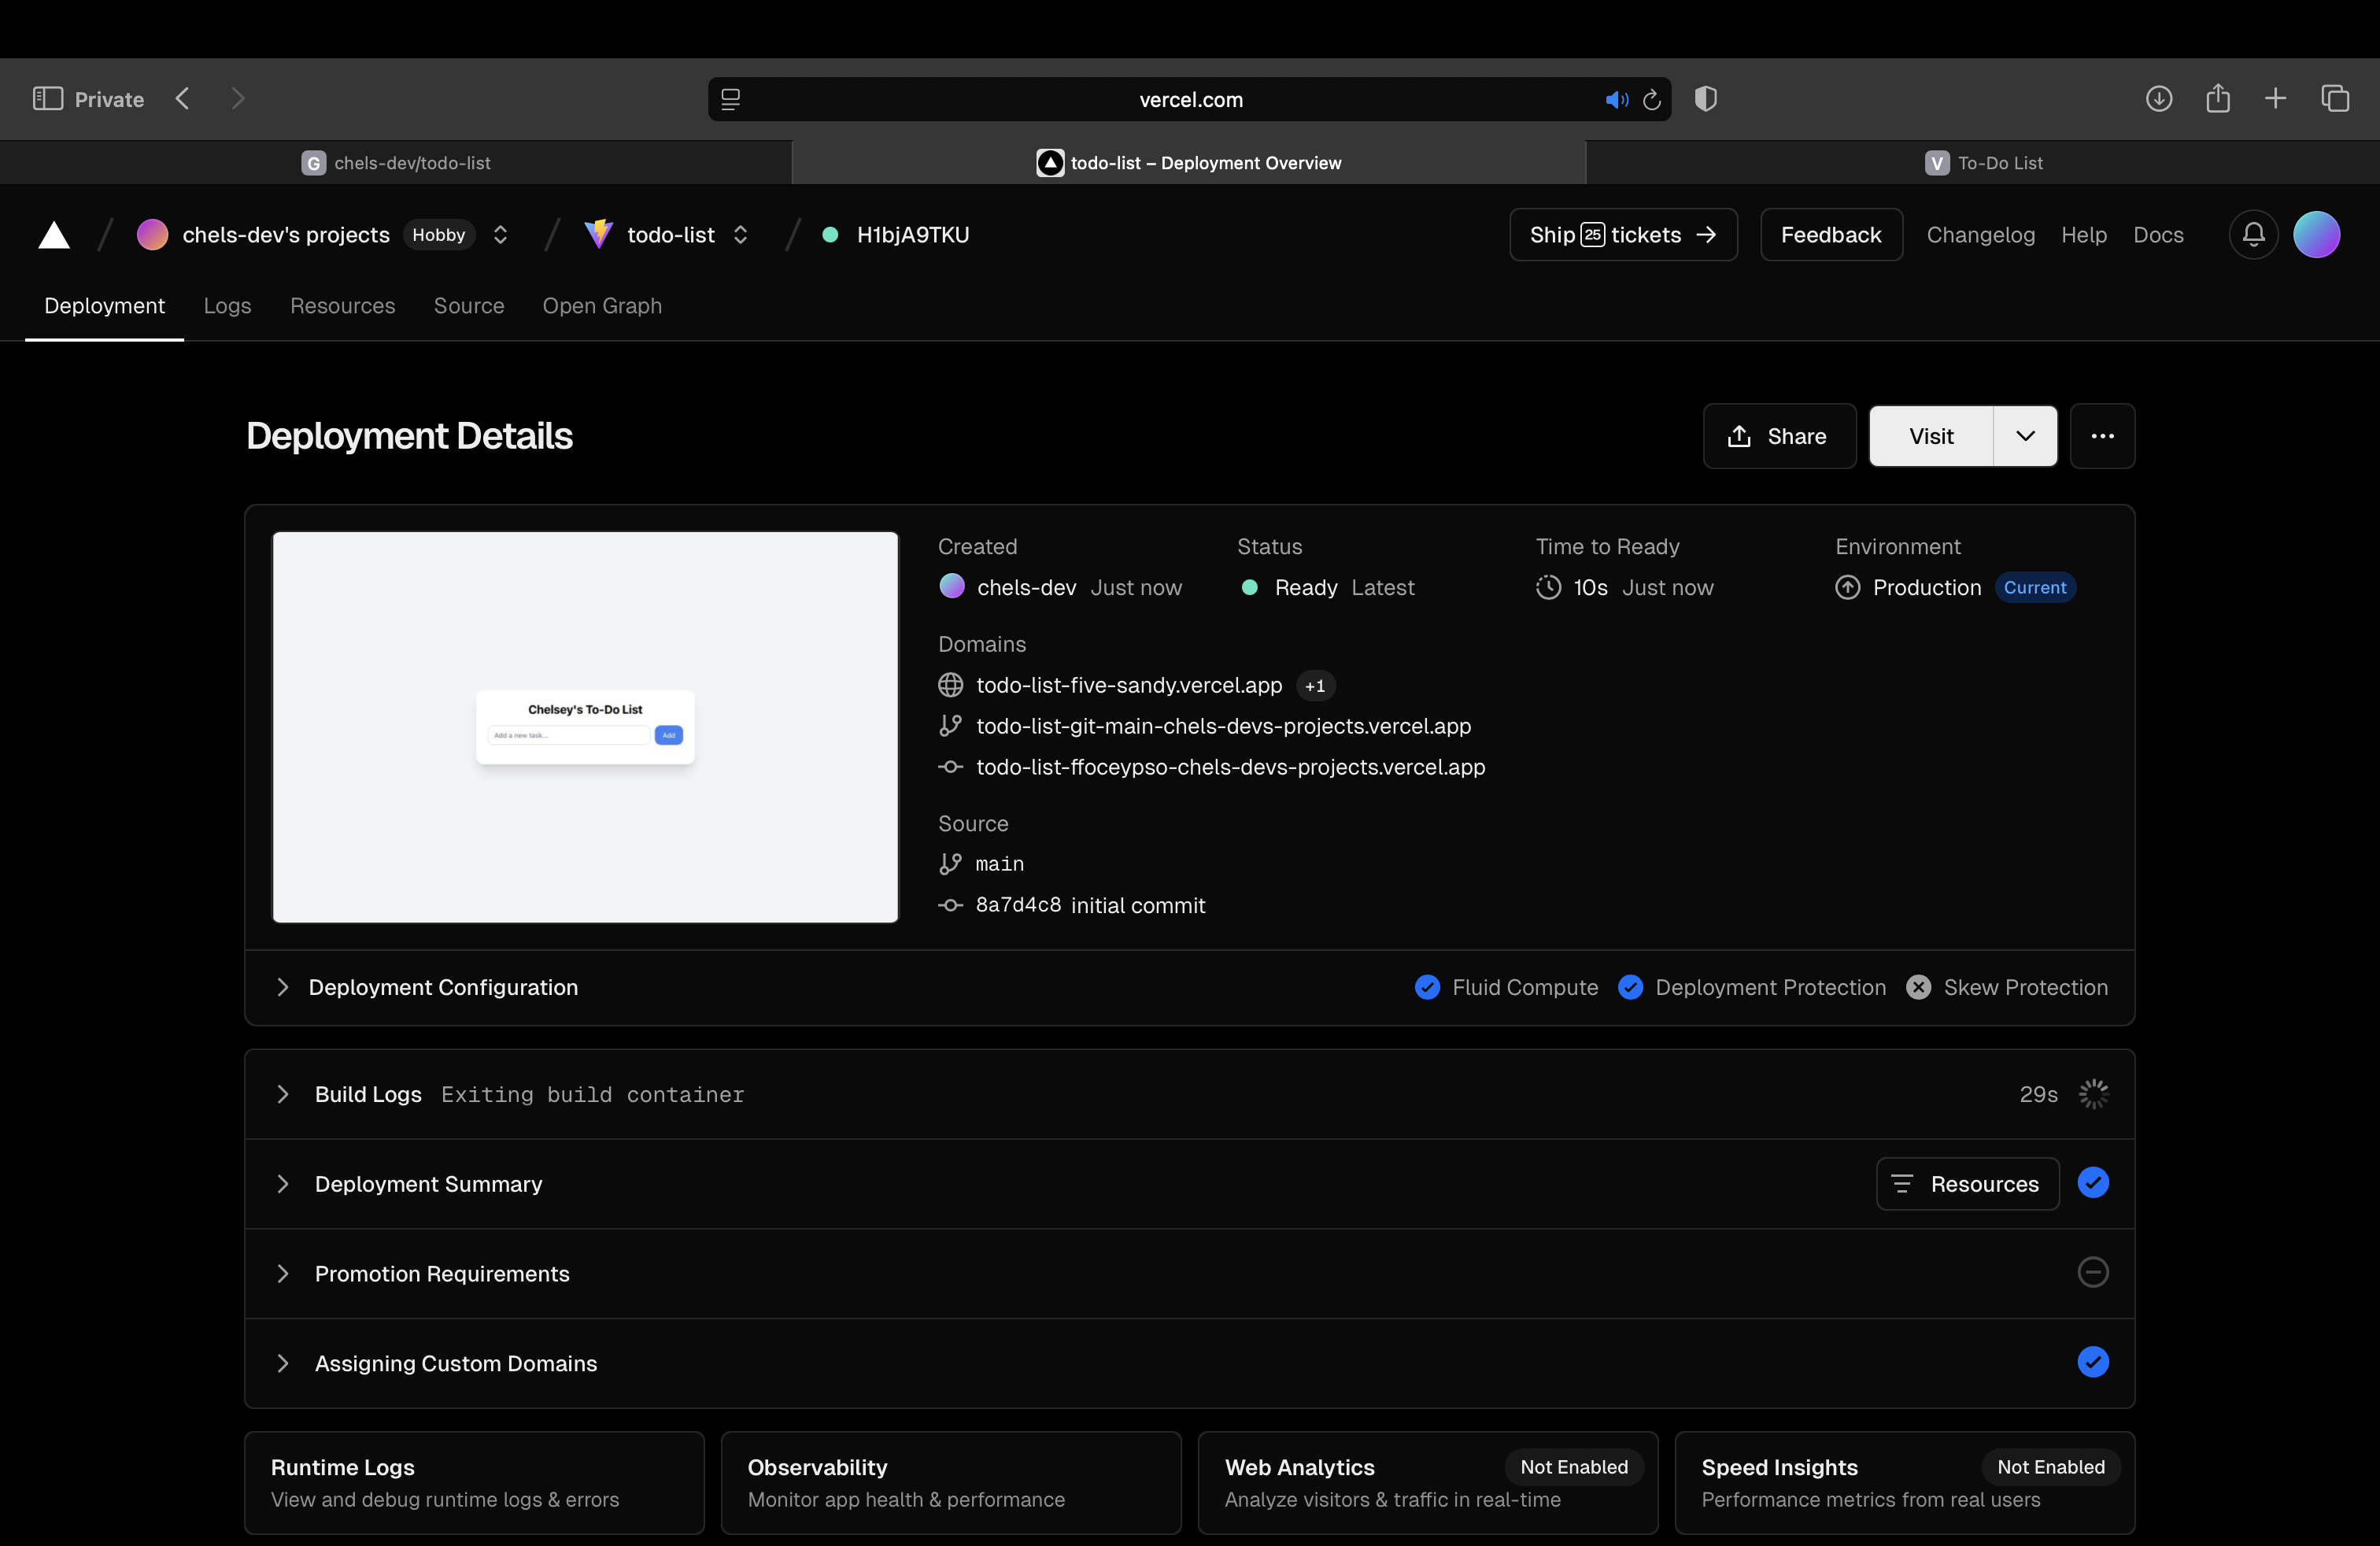 Private
vercel.com
G chels-dev/todo-list
todo-list – Deployment Overview
V To-Do List
chels-dev's projects Hobby
todo-list
H1bjA9TKU
Ship 25 tickets →
Feedback
Changelog
Help
Docs
Deployment
Logs
Resources
Source
Open Graph
Deployment Details
Share
Visit
Chelsey's To-Do List
Add a new task...
Add
Created
chels-dev Just now
Status
Ready Latest
Time to Ready
10s Just now
Environment
Production Current
Domains
todo-list-five-sandy.vercel.app +1
todo-list-git-main-chels-devs-projects.vercel.app
todo-list-ffoceypso-chels-devs-projects.vercel.app
Source
main
8a7d4c8 initial commit
Deployment Configuration
Fluid Compute
Deployment Protection
Skew Protection
Build Logs Exiting build container
29s
Deployment Summary
Resources
Promotion Requirements
Assigning Custom Domains
Runtime Logs
View and debug runtime logs & errors
Observability
Monitor app health & performance
Web Analytics
Not Enabled
Analyze visitors & traffic in real-time
Speed Insights
Not Enabled
Performance metrics from real users